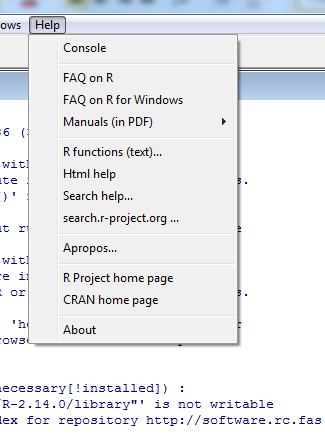 ows Help
Console
FAQ on R
FAQ on R for Windows
Manuals (in PDF)
R functions (text)...
Html help
Search help...
search.r-project.org ...
Apropos...
R Project home page
CRAN home page
About
necessary[!installed]) :
R-2.14.0/library"' is not writable
dex for repository http://software.rc.fas